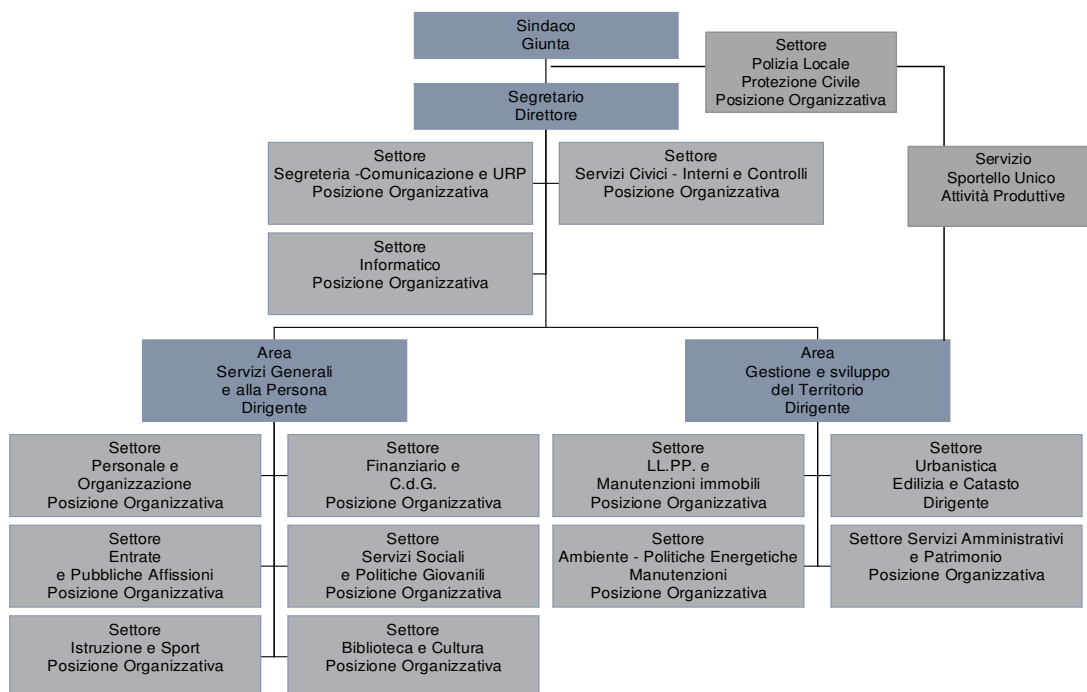 Sindaco
Giunta
Settore
Polizia Locale
Protezione Civile
Posizione Organizzativa
Segretario
Direttore
Settore
Segreteria -Comunicazione e URP
Posizione Organizzativa
Settore
Servizi Civici - Interni e Controlli
Posizione Organizzativa
Servizio
Sportello Unico
Attività Produttive
Settore
Informatico
Posizione Organizzativa
Area
Servizi Generali
e alla Persona
Dirigente
Area
Gestione e sviluppo
del Territorio
Dirigente
Settore
Personale e
Organizzazione
Posizione Organizzativa
Settore
Finanziario e
C.d.G.
Posizione Organizzativa
Settore
LL.PP. e
Manutenzioni immobili
Posizione Organizzativa
Settore
Urbanistica
Edilizia e Catasto
Dirigente
Settore
Entrate
e Pubbliche Affissioni
Posizione Organizzativa
Settore
Servizi Sociali
e Politiche Giovanili
Posizione Organizzativa
Settore
Ambiente - Politiche Energetiche
Manutenzioni
Posizione Organizzativa
Settore Servizi Amministrativi
e Patrimonio
Posizione Organizzativa
Settore
Istruzione e Sport
Posizione Organizzativa
Settore
Biblioteca e Cultura
Posizione Organizzativa